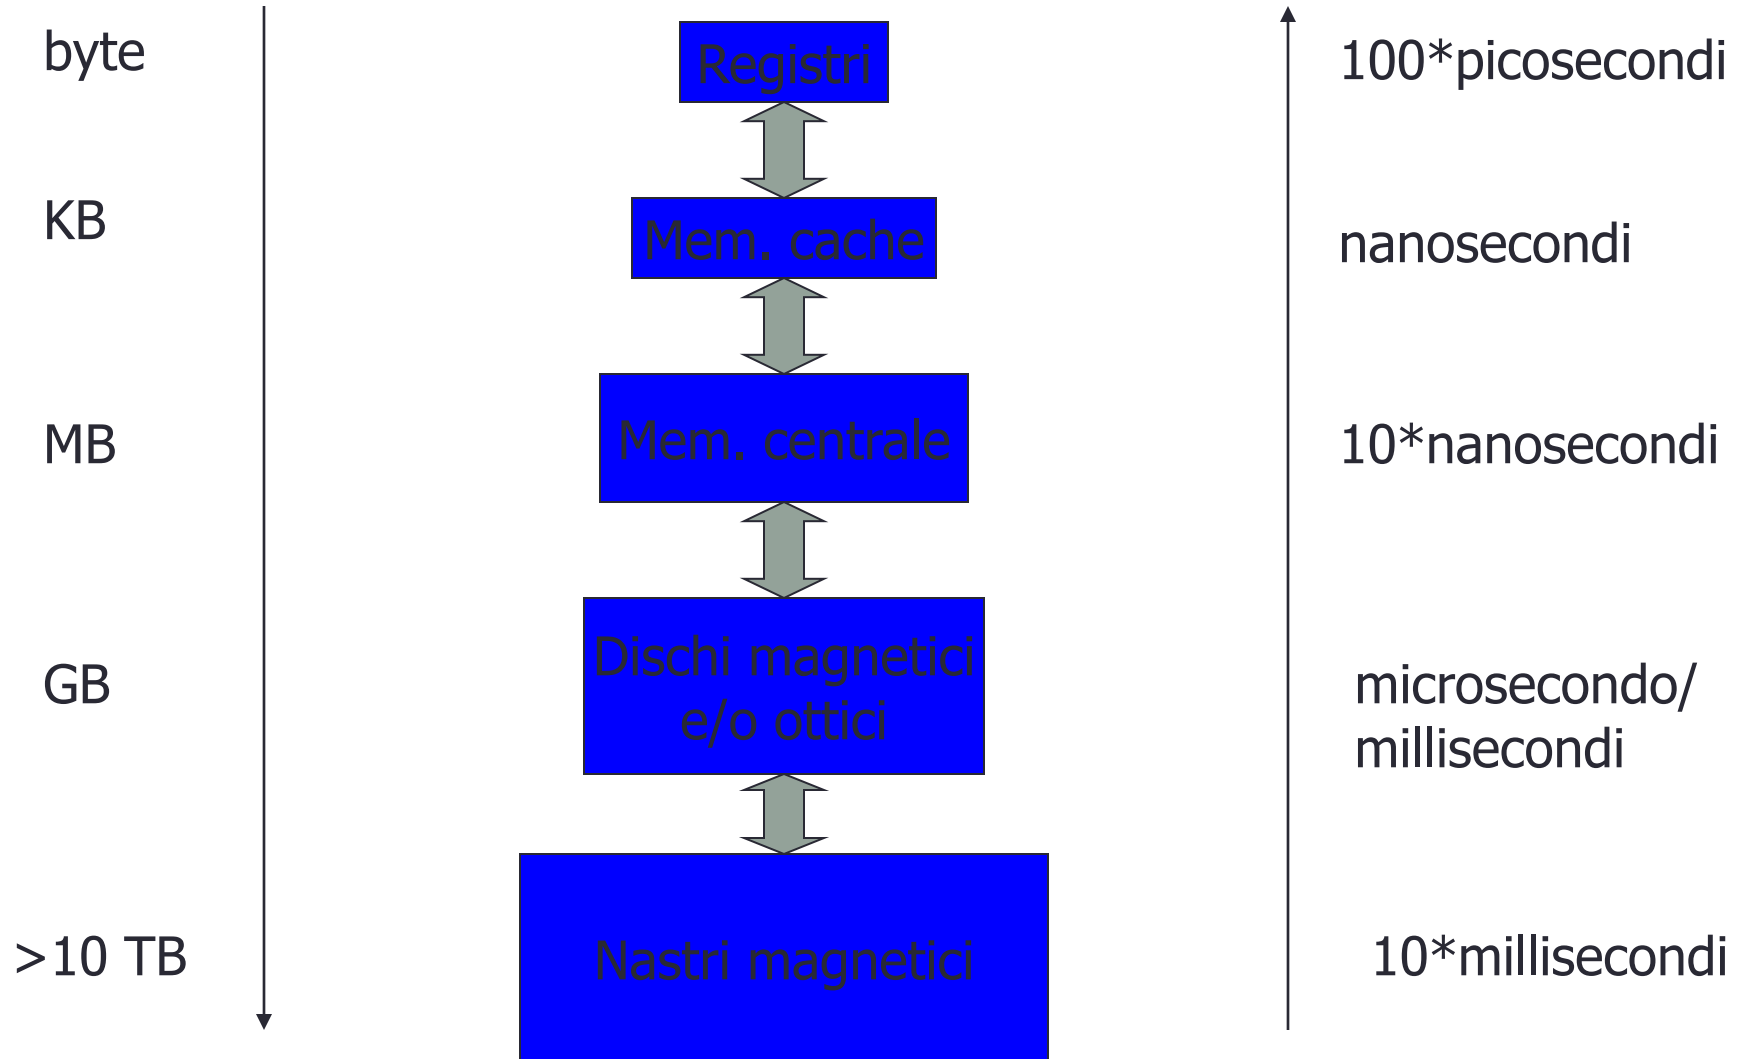 byte
Registri
100*picosecondi
KB
Mem. cache
nanosecondi
MB
Mem. centrale
10*nanosecondi
GB
Dischi magnetici
e/o ottici
microsecondo/
millisecondi
>10 TB
Nastri magnetici
10*millisecondi